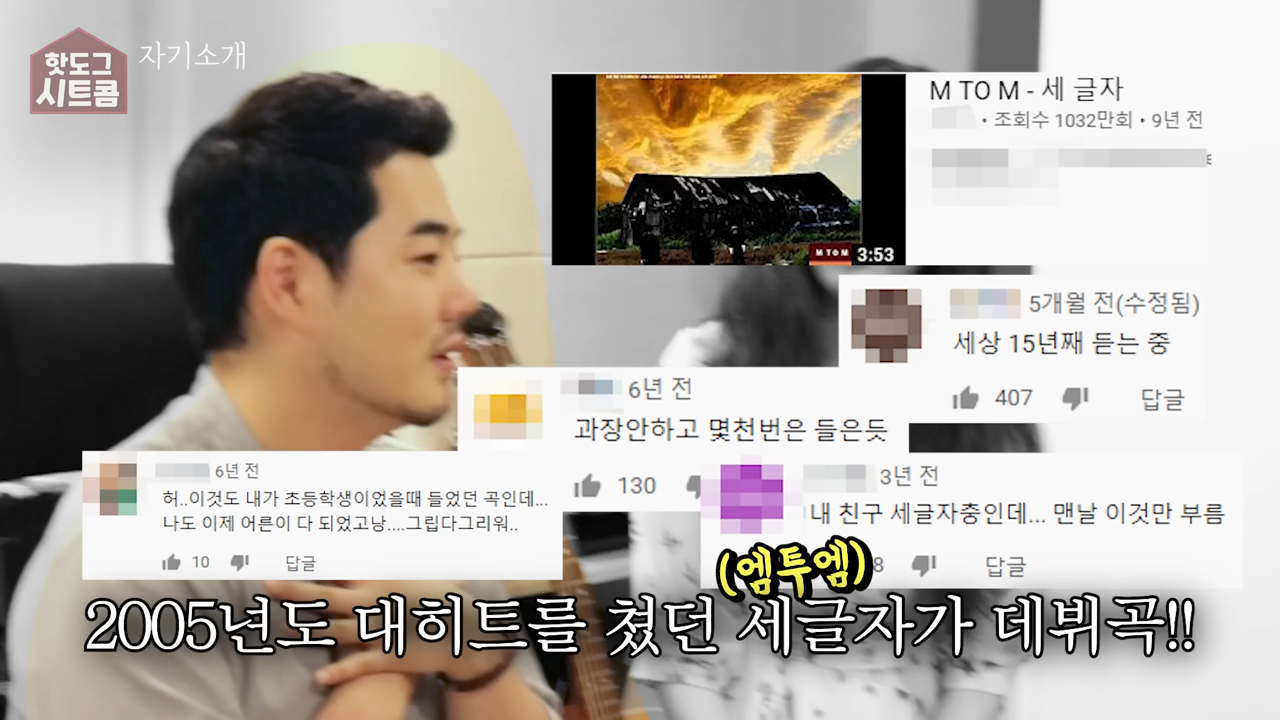 핫도그
시트콤
자기소개
M TO M - 세 글자
• 조회수 1032만회 • 9년 전
M TO M
3:53
5개월 전(수정됨)
세상 15년째 듣는 중
407 답글
6년 전
과장안하고 몇천번은 들은듯
130
6년 전
허..이것도 내가 초등학생이었을때 들었던 곡인데...
나도 이제 어른이 다 되었고낭....그립다그리워..
10 답글
3년 전
내 친구 세글자충인데... 맨날 이것만 부름
8 답글
(엠투엠)
2005년도 대히트를 쳤던 세글자가 데뷔곡!!